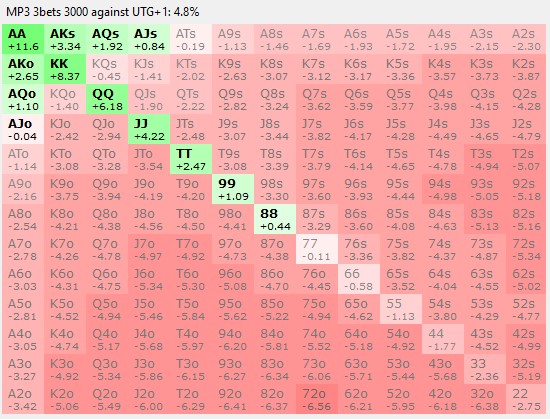 MP3 3bets 3000 against UTG+1: 4.8%
AA AKs AQs AJs ATs A9s A8s A7s A6s A5s A4s A3s A2s
+11.6 +3.34 +1.92 +0.84 -0.19 -1.13 -1.46 -1.69 -1.93 -1.72 -1.95 -2.15 -2.30
AKo KK KQs KJs KTs K9s K8s K7s K6s K5s K4s K3s K2s
+2.65 +8.37 -0.45 -1.41 -2.02 -2.63 -3.07 -3.12 -3.17 -3.36 -3.57 -3.73 -3.87
AQo KQo QQ QJs QTs Q9s Q8s Q7s Q6s Q5s Q4s Q3s Q2s
+1.10 -1.40 +6.18 -1.90 -2.22 -2.82 -3.24 -3.62 -3.59 -3.77 -3.98 -4.15 -4.28
AJo KJo QJo JJ JTs J9s J8s J7s J6s J5s J4s J3s J2s
-0.04 -2.42 -2.94 +4.22 -2.48 -3.07 -3.44 -3.82 -4.17 -4.28 -4.49 -4.65 -4.79
ATo KTo QTo JTo TT T9s T8s T7s T6s T5s T4s T3s T2s
-1.14 -3.08 -3.28 -3.54 +2.47 -3.08 -3.39 -3.79 -4.14 -4.65 -4.78 -4.94 -5.07
A9o K9o Q9o J9o T9o 99 98s 97s 96s 95s 94s 93s 92s
-2.16 -3.75 -3.94 -4.19 -4.20 +1.09 -3.30 -3.60 -3.93 -4.44 -4.98 -5.05 -5.18
A8o K8o Q8o J8o T8o 98o 88 87s 86s 85s 84s 83s 82s
-2.54 -4.21 -4.38 -4.56 -4.50 -4.41 +0.44 -3.29 -3.60 -4.08 -4.63 -5.13 -5.16
A7o K7o Q7o J7o T7o 97o 87o 77 76s 75s 74s 73s 72s
-2.78 -4.26 -4.78 -4.97 -4.92 -4.73 -4.38 -0.11 -3.36 -3.82 -4.37 -4.87 -5.34
A6o K6o Q6o J6o T6o 96o 86o 76o 66 65s 64s 63s 62s
-3.03 -4.31 -4.75 -5.34 -5.30 -5.08 -4.70 -4.45 -0.58 -3.52 -4.04 -4.55 -5.02
A5o K5o Q5o J5o T5o 95o 85o 75o 65o 55 54s 53s 52s
-2.81 -4.52 -4.94 -5.46 -5.84 -5.62 -5.22 -4.94 -4.62 -1.13 -3.80 -4.29 -4.77
A4o K4o Q4o J4o T4o 94o 84o 74o 64o 54o 44 43s 42s
-3.05 -4.74 -5.17 -5.68 -5.97 -6.20 -5.81 -5.52 -5.18 -4.92 -1.77 -4.52 -4.99
A3o K3o Q3o J3o T3o 93o 83o 73o 63o 53o 43o 33 32s
-3.27 -4.92 -5.34 -5.86 -6.15 -6.27 -6.34 -6.06 -5.71 -5.44 -5.68 -2.36 -5.19
A2o K2o Q2o J2o T2o 92o 82o 72o 62o 52o 42o 32o 22
-3.42 -5.06 -5.49 -6.00 -6.29 -6.41 -6.37 -6.56 -6.21 -5.95 -6.18 -6.38 -2.75